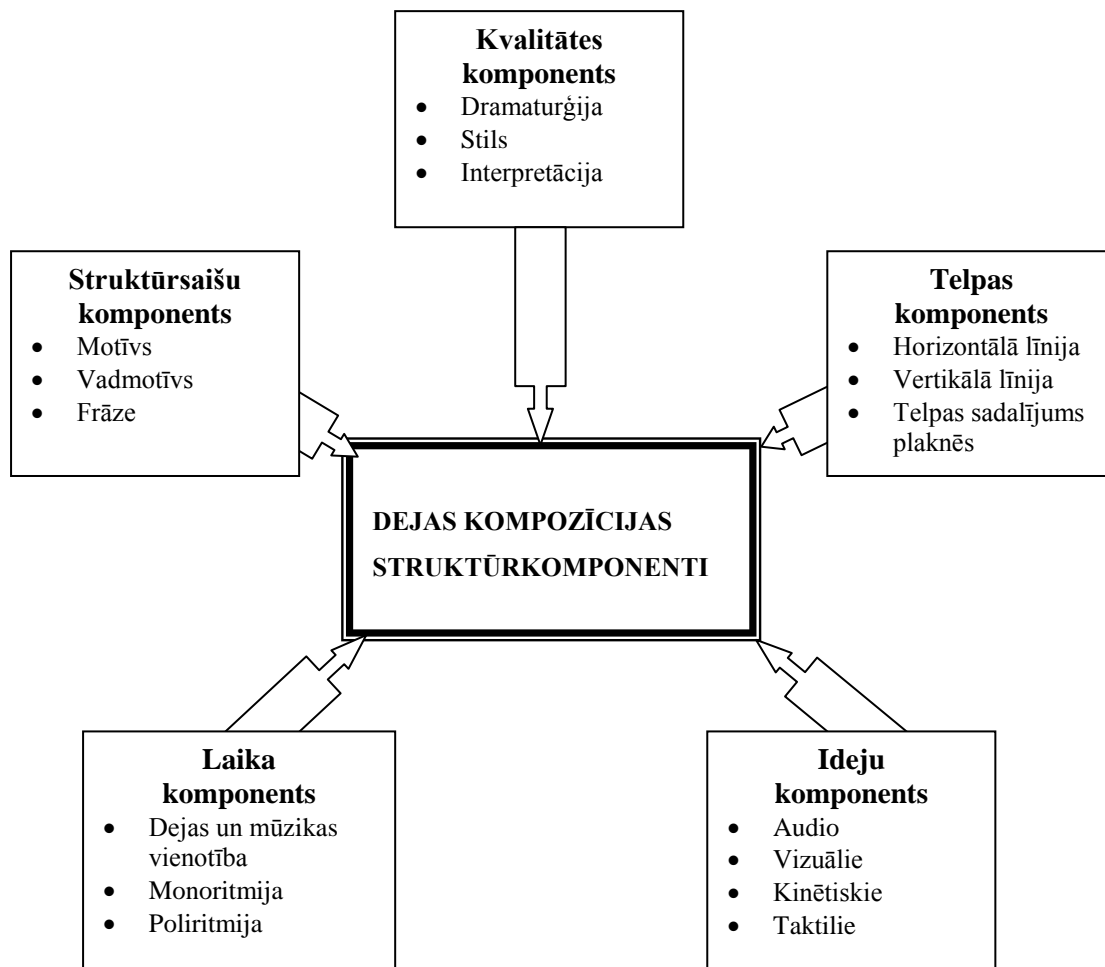 Kvalitātes
komponents
• Dramaturģija
• Stils
• Interpretācija
Struktūrsaišu
komponents
• Motīvs
• Vadmotīvs
• Frāze
Telpas
komponents
• Horizontālā līnija
• Vertikālā līnija
• Telpas sadalījums
plaknēs
DEJAS KOMPOZĪCIJAS
STRUKTŪRKOMPONENTI
Laika
komponents
• Dejas un mūzikas
vienotība
• Monoritmija
• Poliritmija
Ideju
komponents
• Audio
• Vizuālie
• Kinētiskie
• Taktilie